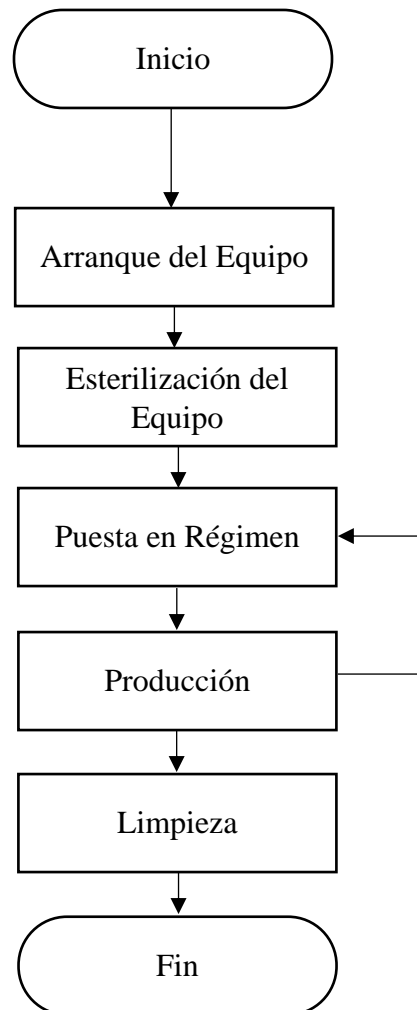 Inicio
Arranque del Equipo
Esterilización del
Equipo
Puesta en Régimen
Producción
Limpieza
Fin